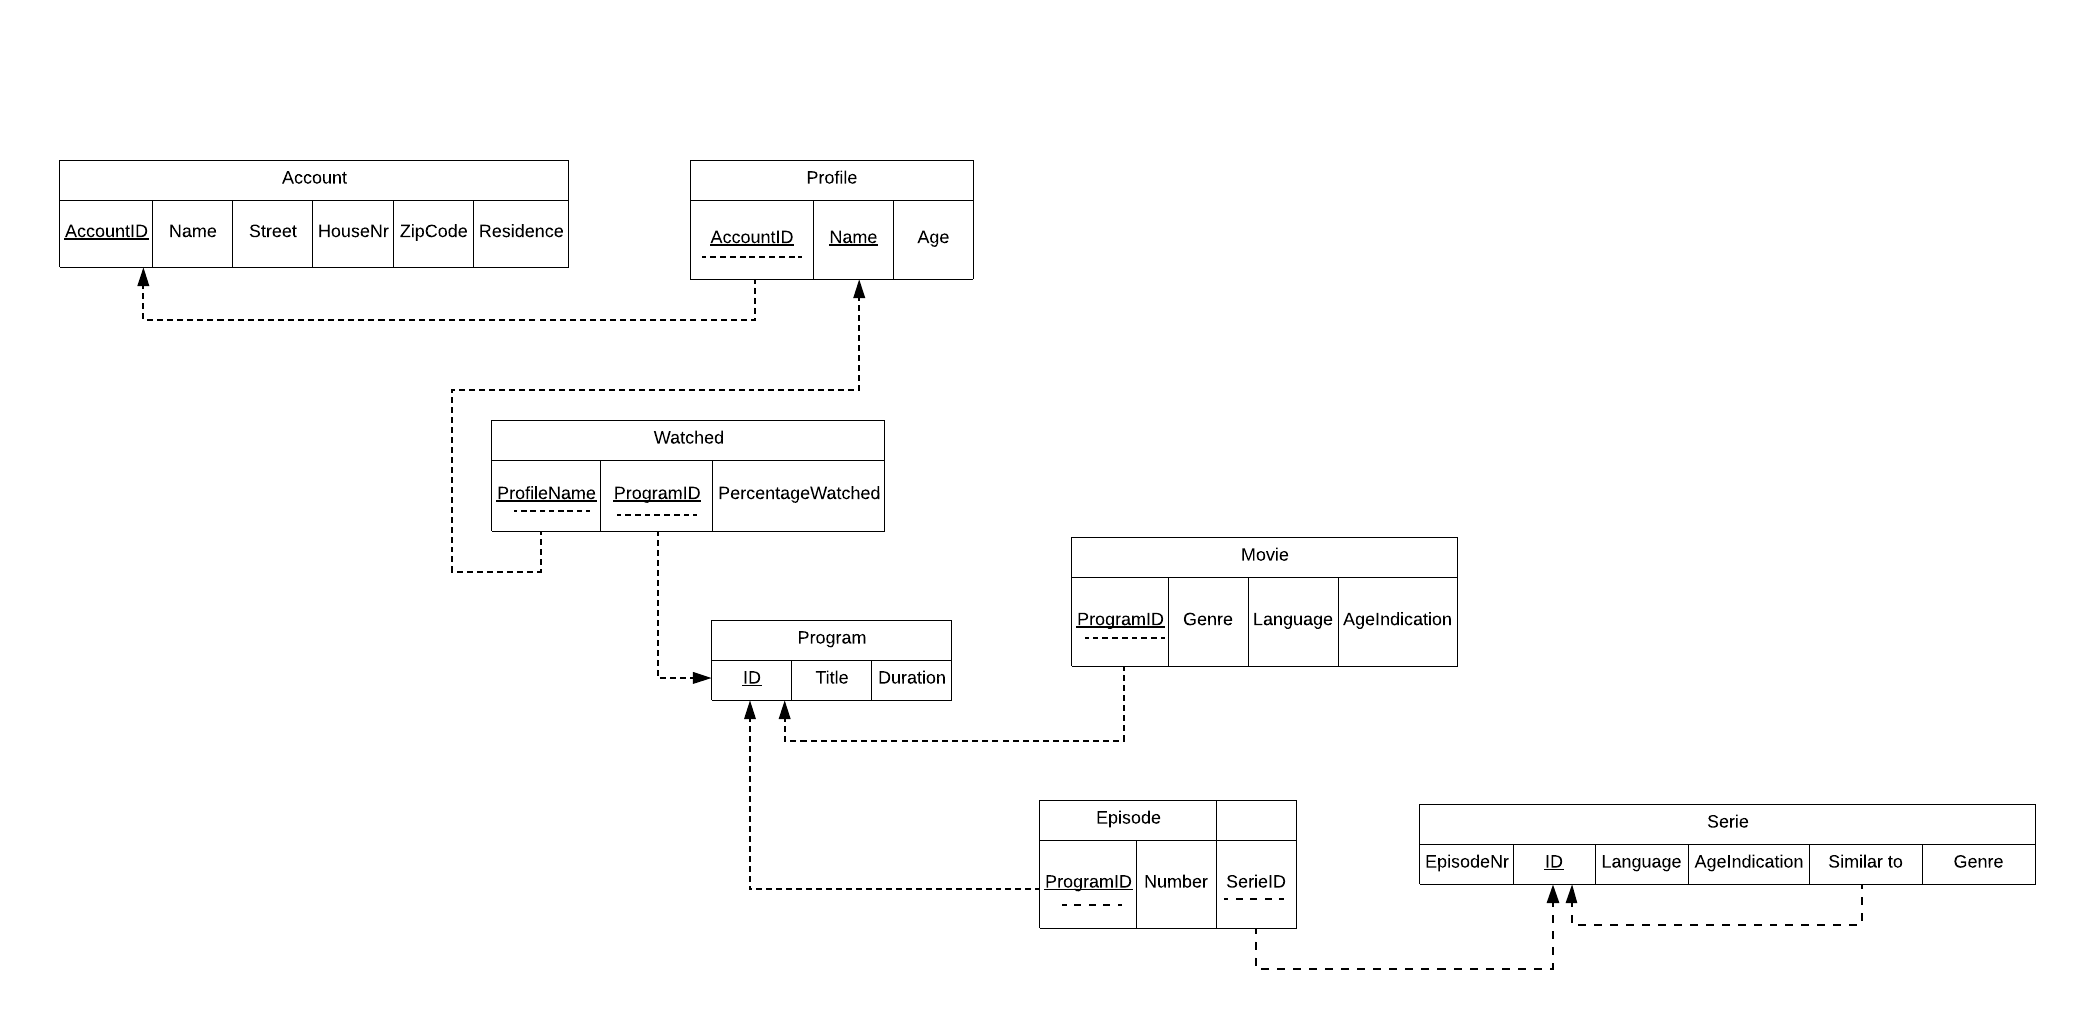 Account
AccountID Name Street HouseNr ZipCode Residence
Profile
AccountID Name Age
Watched
ProfileName ProgramID PercentageWatched
Movie
ProgramID Genre Language AgeIndication
Program
ID Title Duration
Episode
ProgramID Number SerieID
Serie
EpisodeNr ID Language AgeIndication Similar to Genre